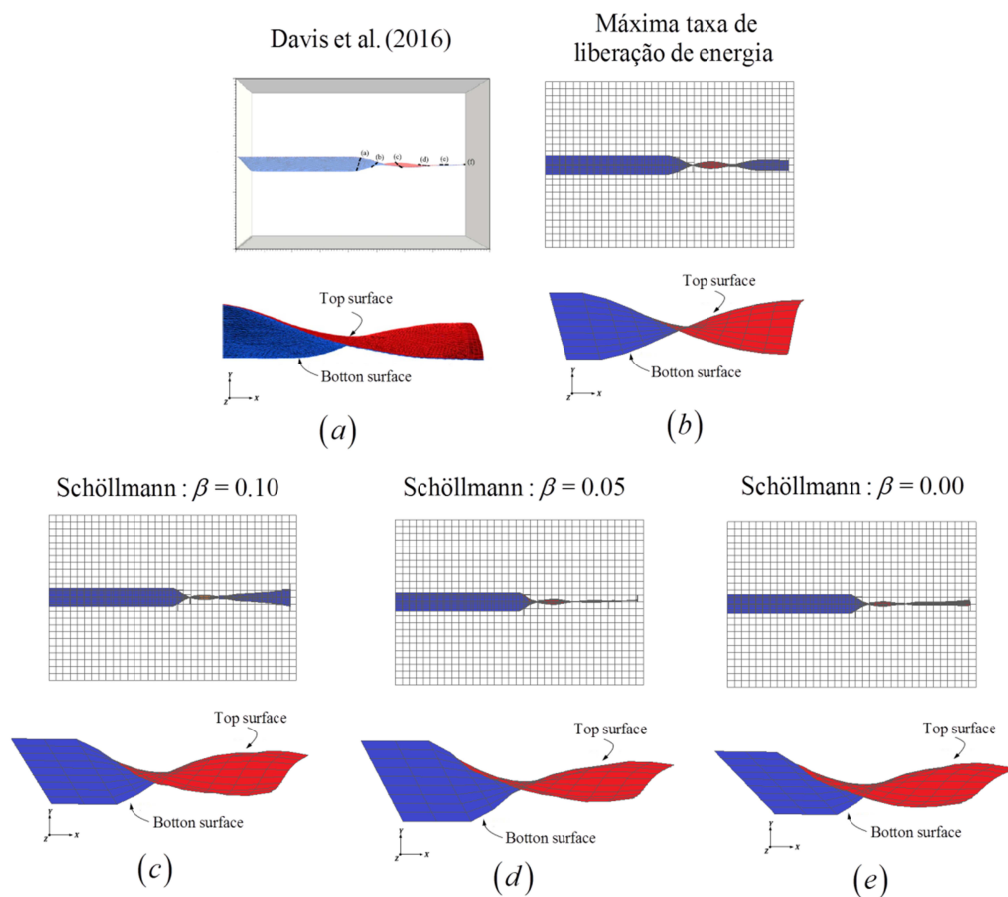 Davis et al. (2016)
Máxima taxa de
liberação de energia
(a)
(b)
(c)
(d)
(e)
(f)
Top surface
Botton surface
Y
Z
X
(a)
Top surface
Botton surface
Y
Z
X
(b)
Schöllmann : β = 0.10
Schöllmann : β = 0.05
Schöllmann : β = 0.00
Top surface
Botton surface
Y
Z
X
(c)
Top surface
Botton surface
Y
Z
X
(d)
Top surface
Botton surface
Y
Z
X
(e)